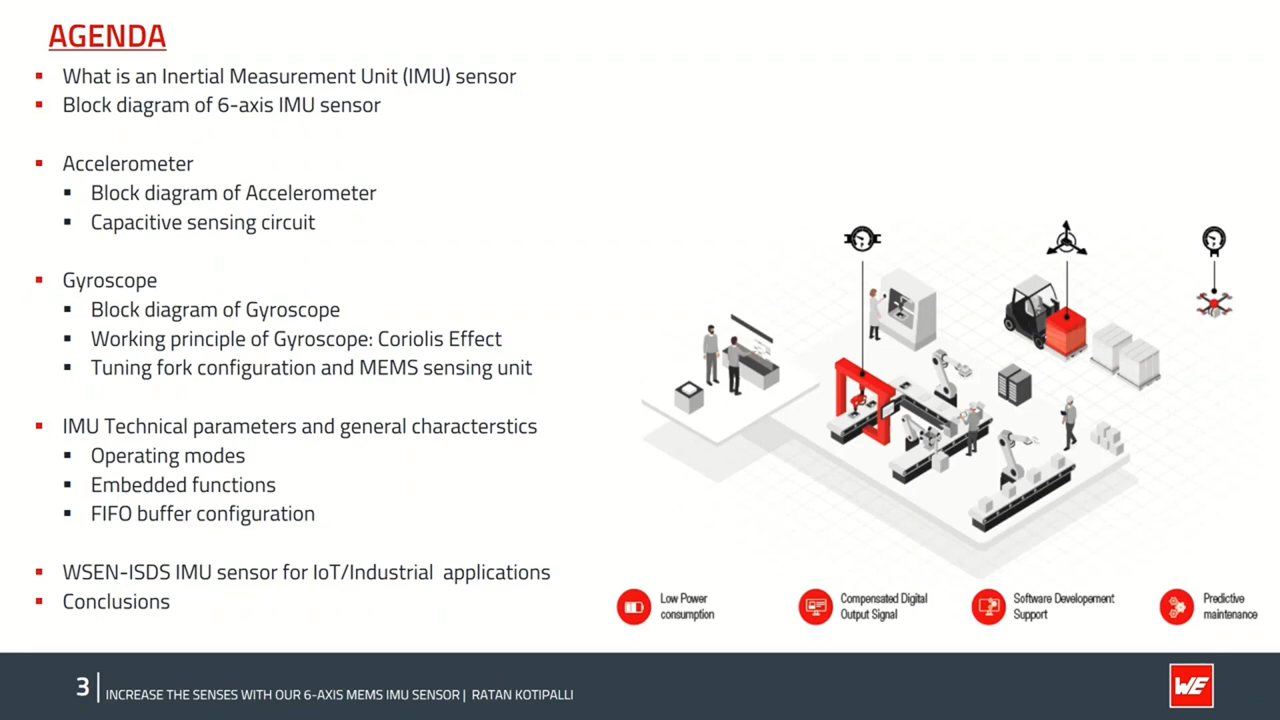 AGENDA
What is an Inertial Measurement Unit (IMU) sensor
Block diagram of 6-axis IMU sensor
Accelerometer
Block diagram of Accelerometer
Capacitive sensing circuit
Gyroscope
Block diagram of Gyroscope
Working principle of Gyroscope: Coriolis Effect
Tuning fork configuration and MEMS sensing unit
IMU Technical parameters and general characterstics
Operating modes
Embedded functions
FIFO buffer configuration
WSEN-ISDS IMU sensor for IoT/Industrial applications
Conclusions
Low Power
consumption
Compensated Digital
Output Signal
Software Developement
Support
Predictive
maintenance
3
INCREASE THE SENSES WITH OUR 6-AXIS MEMS IMU SENSOR | RATAN KOTIPALLI
WE